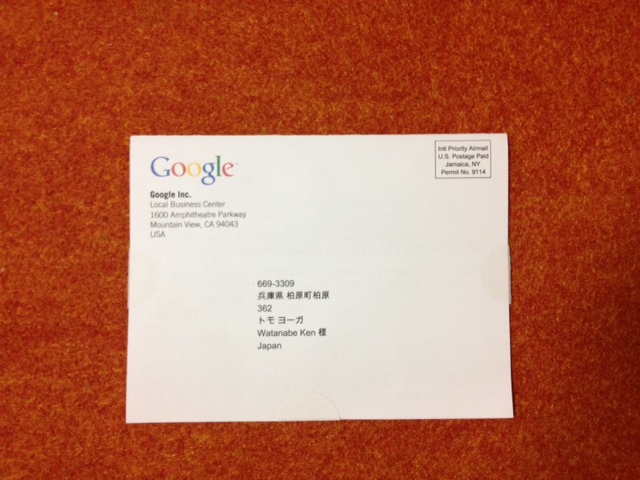 Google
Google Inc.
Local Business Center
1600 Amphitheatre Parkway
Mountain View, CA 94043
USA
Intl Priority Airmail
U.S. Postage Paid
Jamaica, NY
Permit No. 9114
669-3309
兵庫県 柏原町柏原
362
トモ ヨーガ
Watanabe Ken 様
Japan